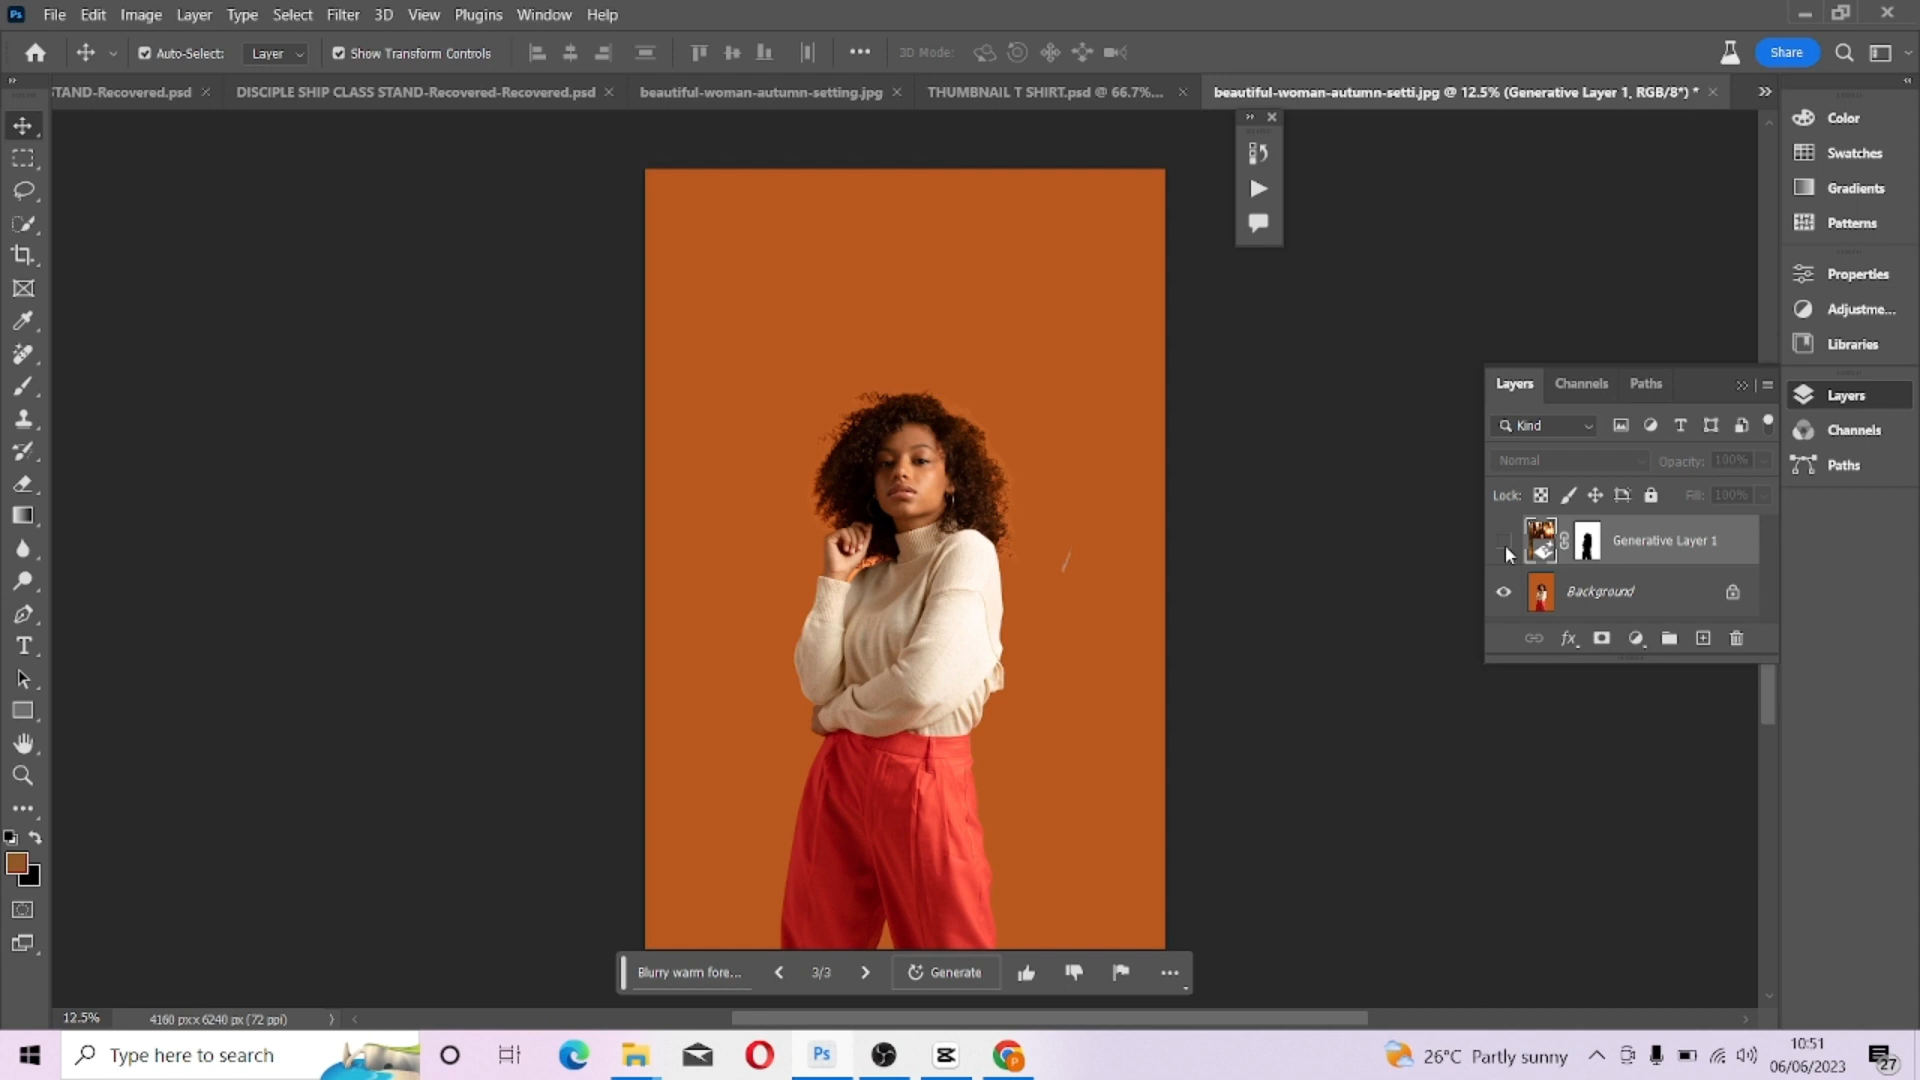 Ps File Edit Image Layer Type Select Filter 3D View Plugins Window Help
Auto-Select: Layer Show Transform Controls 3D Mode: Share
TAND-Recovered.psd DISCIPLE SHIP CLASS STAND-Recovered-Recovered.psd beautiful-woman-autumn-setting.jpg THUMBNAIL T SHIRT.psd @ 66.7%... beautiful-woman-autumn-setti.jpg @ 12.5% (Generative Layer 1, RGB/8*) *
Color
Swatches
Gradients
Patterns
Properties
Adjustme...
Libraries
Layers
Channels
Paths
Layers Channels Paths
Kind
Normal Opacity: 100%
Lock: Fill: 100%
Generative Layer 1
Background
fx
Blurry warm fore... 3/3 Generate
12.5% 4160 px x 6240 px (72 ppi)
Type here to search
Ps
26°C Partly sunny
10:51
06/06/2023
27